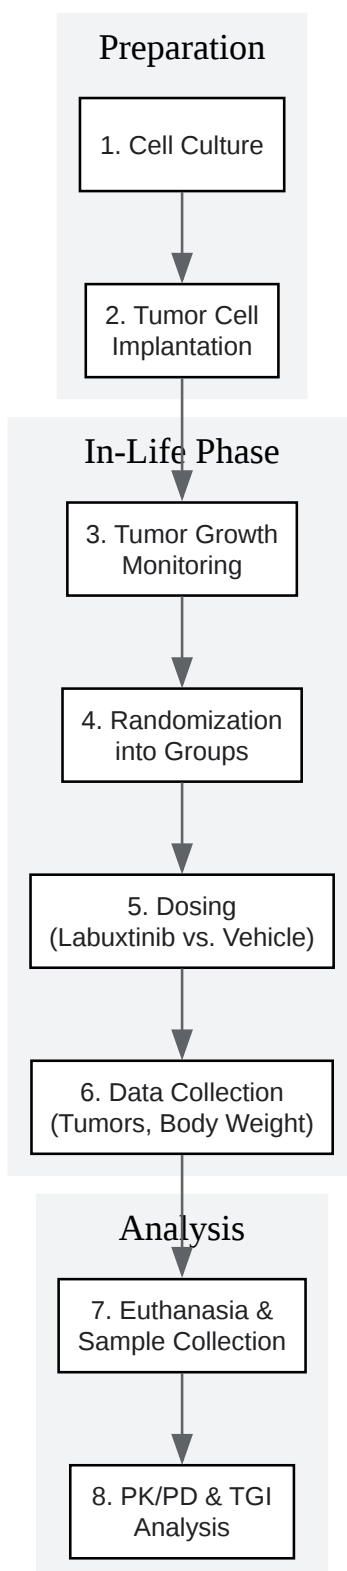 Preparation
1. Cell Culture
2. Tumor Cell
Implantation
In-Life Phase
3. Tumor Growth
Monitoring
4. Randomization
into Groups
5. Dosing
(Labuxtinib vs. Vehicle)
6. Data Collection
(Tumors, Body Weight)
Analysis
7. Euthanasia &
Sample Collection
8. PK/PD & TGI
Analysis